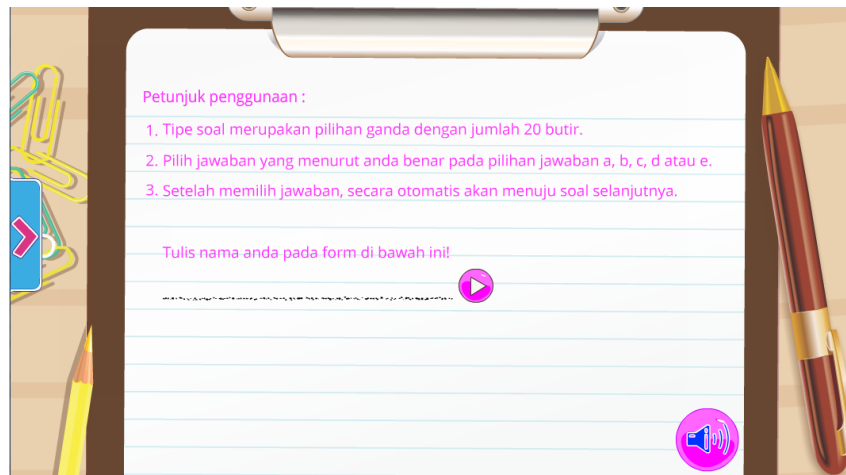 Petunjuk penggunaan :
1. Tipe soal merupakan pilihan ganda dengan jumlah 20 butir.
2. Pilih jawaban yang menurut anda benar pada pilihan jawaban a, b, c, d atau e.
3. Setelah memilih jawaban, secara otomatis akan menuju soal selanjutnya.
Tulis nama anda pada form di bawah ini!